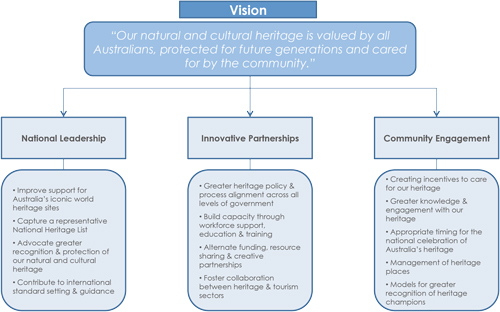 Vision
“Our natural and cultural heritage is valued by all
Australians, protected for future generations and cared
for by the community.”
National Leadership
• Improve support for
Australia’s iconic world
heritage sites
• Capture a representative
National Heritage List
• Advocate greater
recognition & protection of
our natural and cultural
heritage
• Contribute to international
standard setting & guidance
Innovative Partnerships
• Greater heritage policy &
process alignment across all
levels of government
• Build capacity through
workforce support,
education & training
• Alternate funding, resource
sharing & creative
partnerships
• Foster collaboration
between heritage & tourism
sectors
Community Engagement
• Creating incentives to care
for our heritage
• Greater knowledge &
engagement with our
heritage
• Appropriate timing for the
national celebration of
Australia’s heritage
• Management of heritage
places
• Models for greater
recognition of heritage
champions